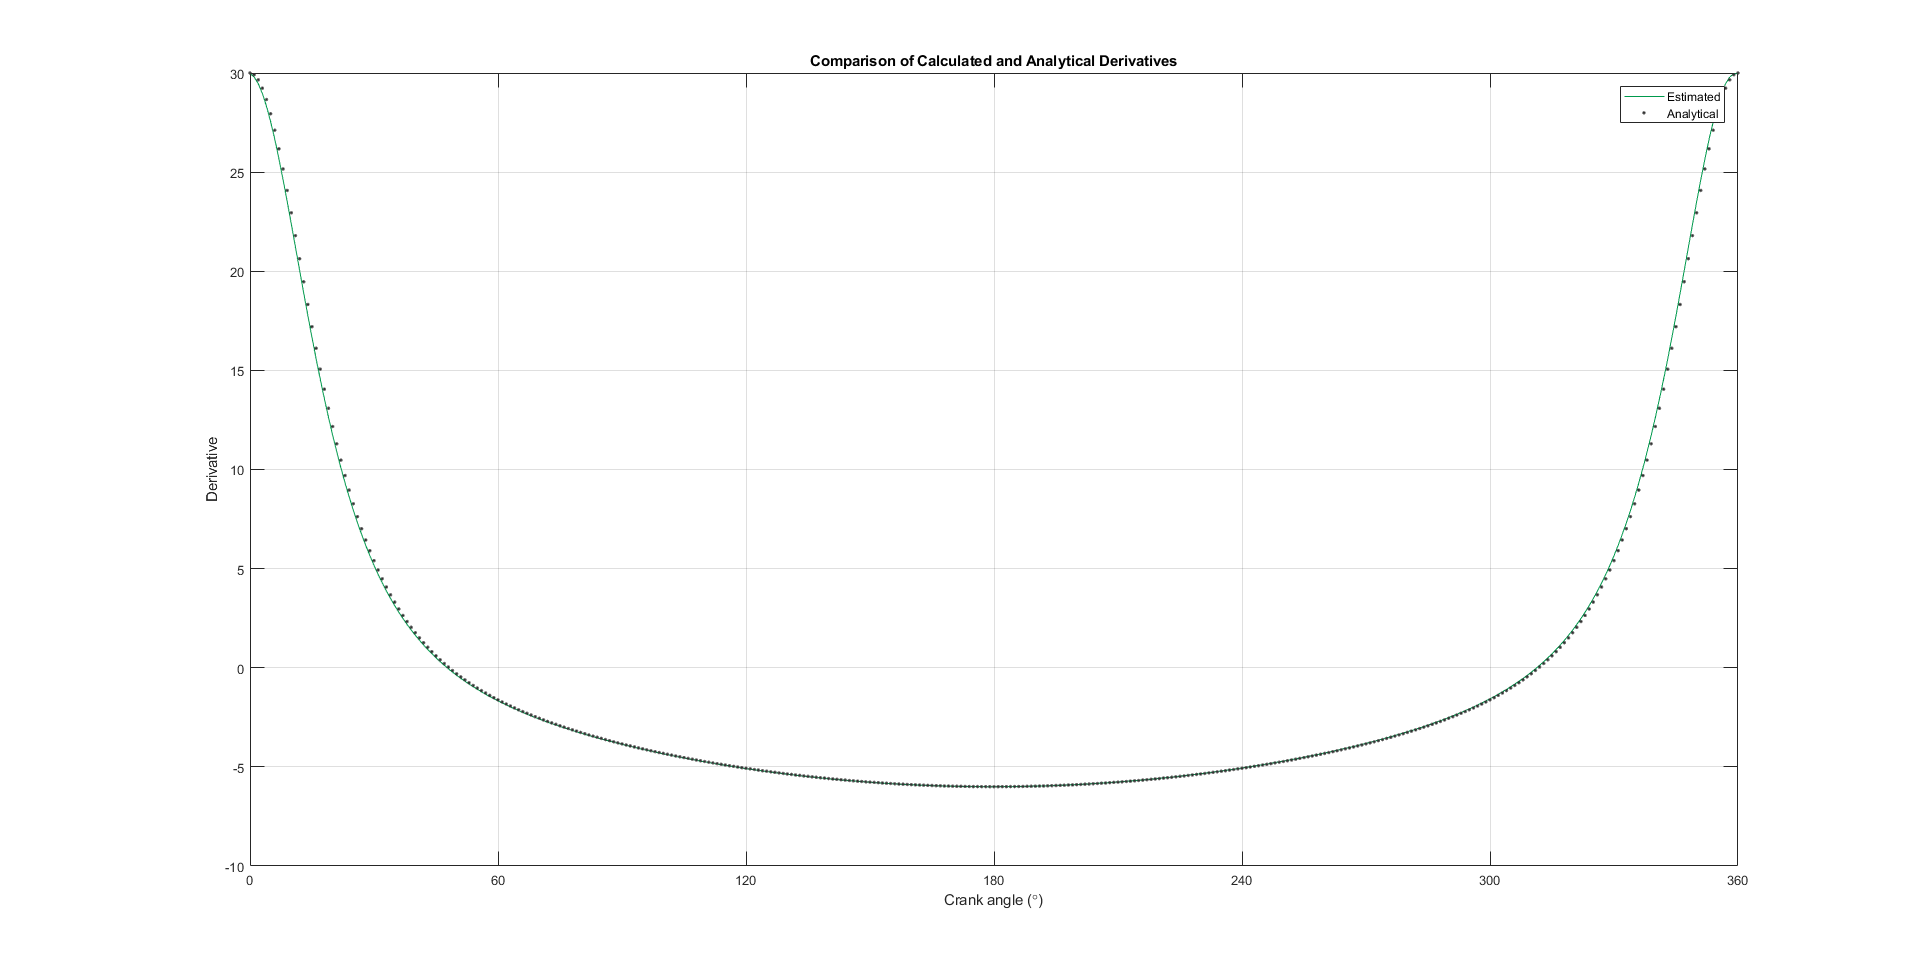 Comparison of Calculated and Analytical Derivatives
30
25
20
15
10
5
0
-5
-10
Derivative
Estimated
Analytical
0 60 120 180 240 300 360
Crank angle (°)